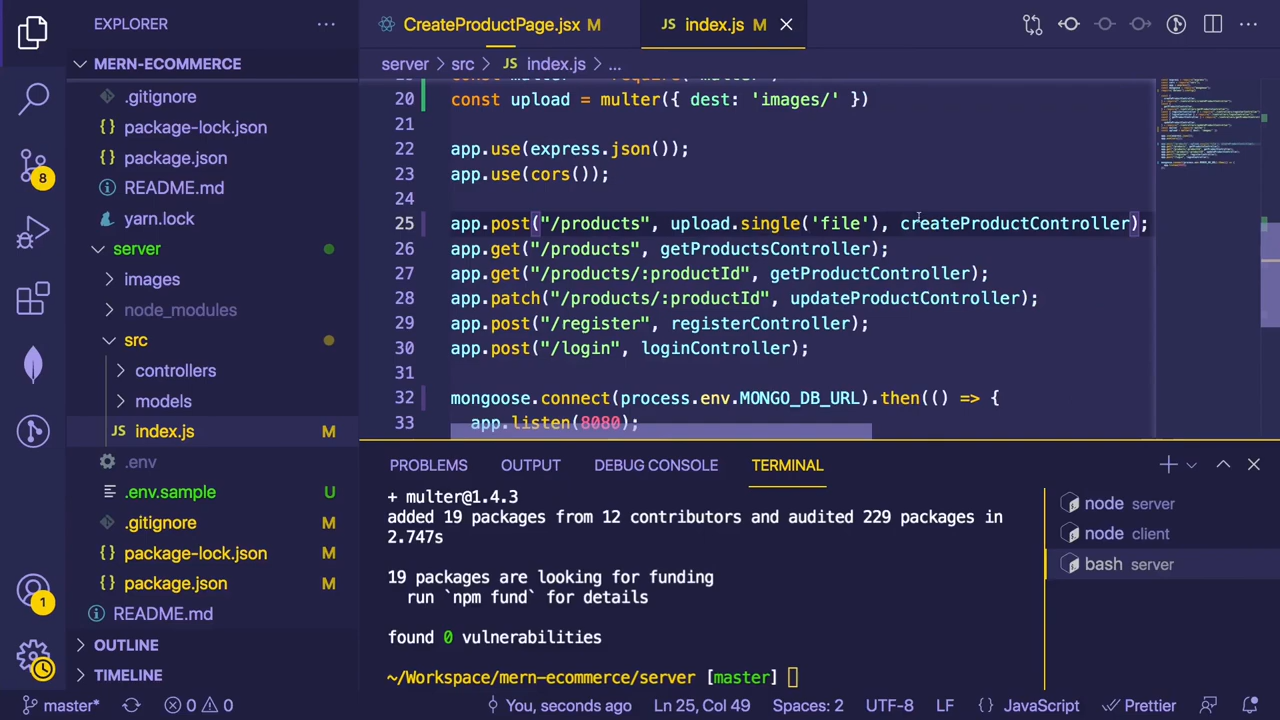 EXPLORER
MERN-ECOMMERCE
.gitignore
package-lock.json
package.json
README.md
yarn.lock
server
images
node_modules
src
controllers
models
JS index.js M
.env
.env.sample U
.gitignore M
{} package-lock.json M
{} package.json M
README.md
OUTLINE
TIMELINE
8
1
CreateProductPage.jsx M
JS index.js M
server > src > JS index.js > ...
20 const upload = multer({ dest: 'images/' })
21
22 app.use(express.json());
23 app.use(cors());
24
25 app.post("/products", upload.single('file'), createProductController);
26 app.get("/products", getProductsController);
27 app.get("/products/:productId", getProductController);
28 app.patch("/products/:productId", updateProductController);
29 app.post("/register", registerController);
30 app.post("/login", loginController);
31
32 mongoose.connect(process.env.MONGO_DB_URL).then(() => {
33 app.listen(8080);
PROBLEMS OUTPUT DEBUG CONSOLE TERMINAL
+ multer@1.4.3
added 19 packages from 12 contributors and audited 229 packages in
2.747s
19 packages are looking for funding
run `npm fund` for details
found 0 vulnerabilities
~/Workspace/mern-ecommerce/server [master]
node server
node client
bash server
master* 0 0 You, seconds ago Ln 25, Col 49 Spaces: 2 UTF-8 LF {} JavaScript Prettier